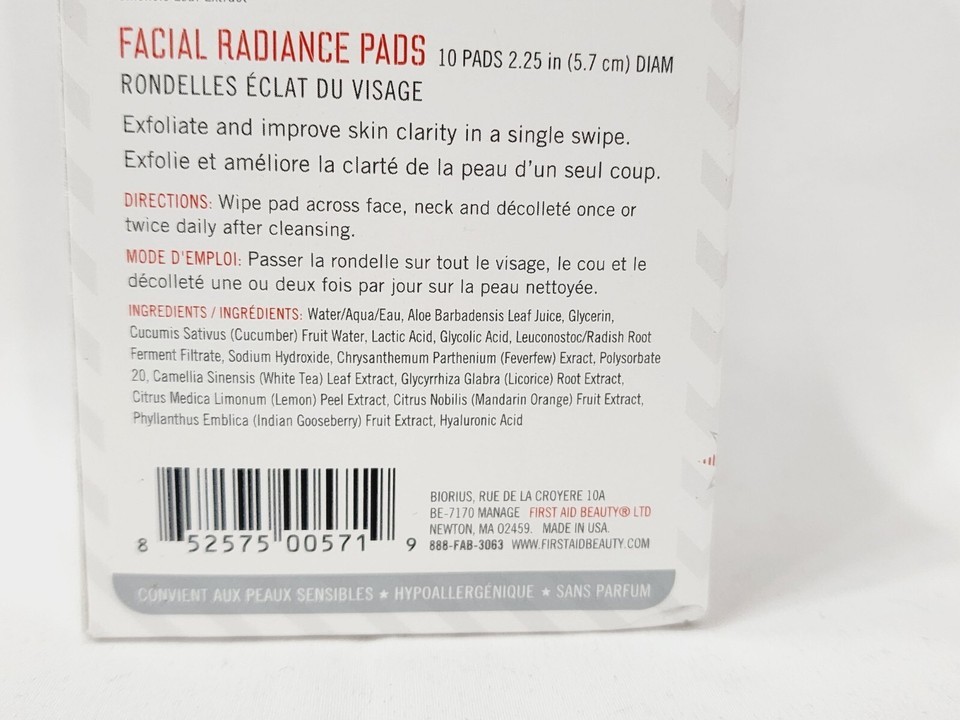 FACIAL RADIANCE PADS 10 PADS 2.25 in (5.7 cm) DIAM
RONDELLES ÉCLAT DU VISAGE
Exfoliate and improve skin clarity in a single swipe.
Exfolie et améliore la clarté de la peau d'un seul coup.
DIRECTIONS: Wipe pad across face, neck and décolleté once or
twice daily after cleansing.
MODE D'EMPLOI: Passer la rondelle sur tout le visage, le cou et le
décolleté une ou deux fois par jour sur la peau nettoyée.
INGREDIENTS / INGRÉDIENTS: Water/Aqua/Eau, Aloe Barbadensis Leaf Juice, Glycerin,
Cucumis Sativus (Cucumber) Fruit Water, Lactic Acid, Glycolic Acid, Leuconostoc/Radish Root
Ferment Filtrate, Sodium Hydroxide, Chrysanthemum Parthenium (Feverfew) Exract, Polysorbate
20, Camellia Sinensis (White Tea) Leaf Extract, Glycyrrhiza Glabra (Licorice) Root Extract,
Citrus Medica Limonum (Lemon) Peel Extract, Citrus Nobilis (Mandarin Orange) Fruit Extract,
Phyllanthus Emblica (Indian Gooseberry) Fruit Extract, Hyaluronic Acid
BIORIUS, RUE DE LA CROYERE 10A
BE-7170 MANAGE FIRST AID BEAUTY® LTD
NEWTON, MA 02459. MADE IN USA.
888-FAB-3063 WWW.FIRSTAIDBEAUTY.COM
8 52575 00571 9
CONVIENT AUX PEAUX SENSIBLES ★ HYPOALLERGÉNIQUE ★ SANS PARFUM